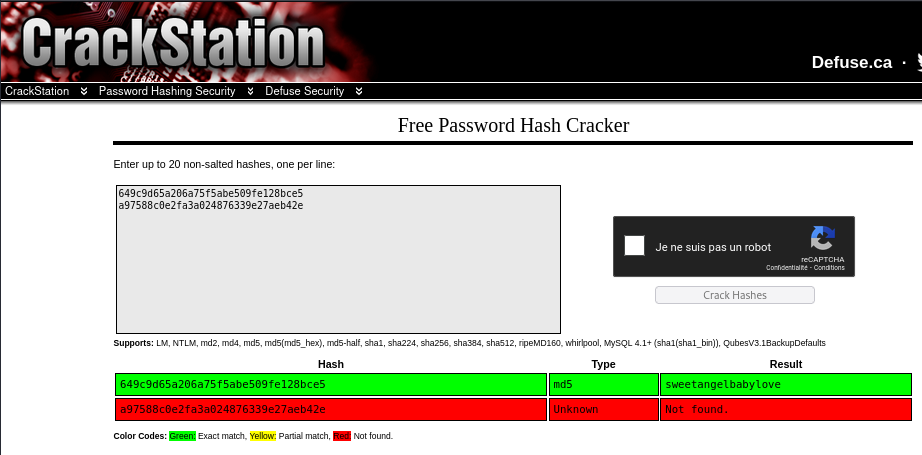 CrackStation
Defuse.ca ·
CrackStation Password Hashing Security Defuse Security
Free Password Hash Cracker
Enter up to 20 non-salted hashes, one per line:
649c9d65a206a75f5abe509fe128bce5
a97588c0e2fa3a024876339e27aeb42e
Je ne suis pas un robot
reCAPTCHA
Confidentialité - Conditions
Crack Hashes
Supports: LM, NTLM, md2, md4, md5, md5(md5_hex), md5-half, sha1, sha224, sha256, sha384, sha512, ripeMD160, whirlpool, MySQL 4.1+ (sha1(sha1_bin)), QubesV3.1BackupDefaults
Hash Type Result
649c9d65a206a75f5abe509fe128bce5 md5 sweetangelbabylove
a97588c0e2fa3a024876339e27aeb42e Unknown Not found.
Color Codes: Green: Exact match, Yellow: Partial match, Red: Not found.